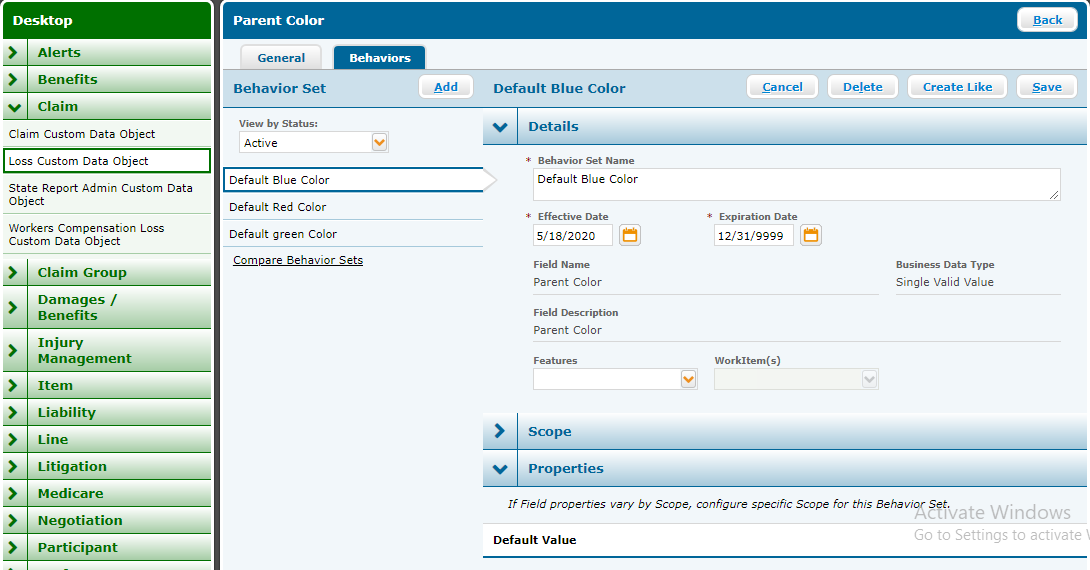 Desktop
Alerts
Benefits
Claim
Claim Custom Data Object
Loss Custom Data Object
State Report Admin Custom Data
Object
Workers Compensation Loss
Custom Data Object
Claim Group
Damages /
Benefits
Injury
Management
Item
Liability
Line
Litigation
Medicare
Negotiation
Participant
Parent Color
Back
General
Behaviors
Behavior Set
Add
View by Status:
Active
Default Blue Color
Default Red Color
Default green Color
Compare Behavior Sets
Default Blue Color
Cancel
Delete
Create Like
Save
Details
* Behavior Set Name
Default Blue Color
* Effective Date
* Expiration Date
5/18/2020
12/31/9999
Field Name
Business Data Type
Parent Color
Single Valid Value
Field Description
Parent Color
Features
WorkItem(s)
Scope
Properties
If Field properties vary by Scope, configure specific Scope for this Behavior Set.
Activate Windows
Go to Settings to activate W
Default Value